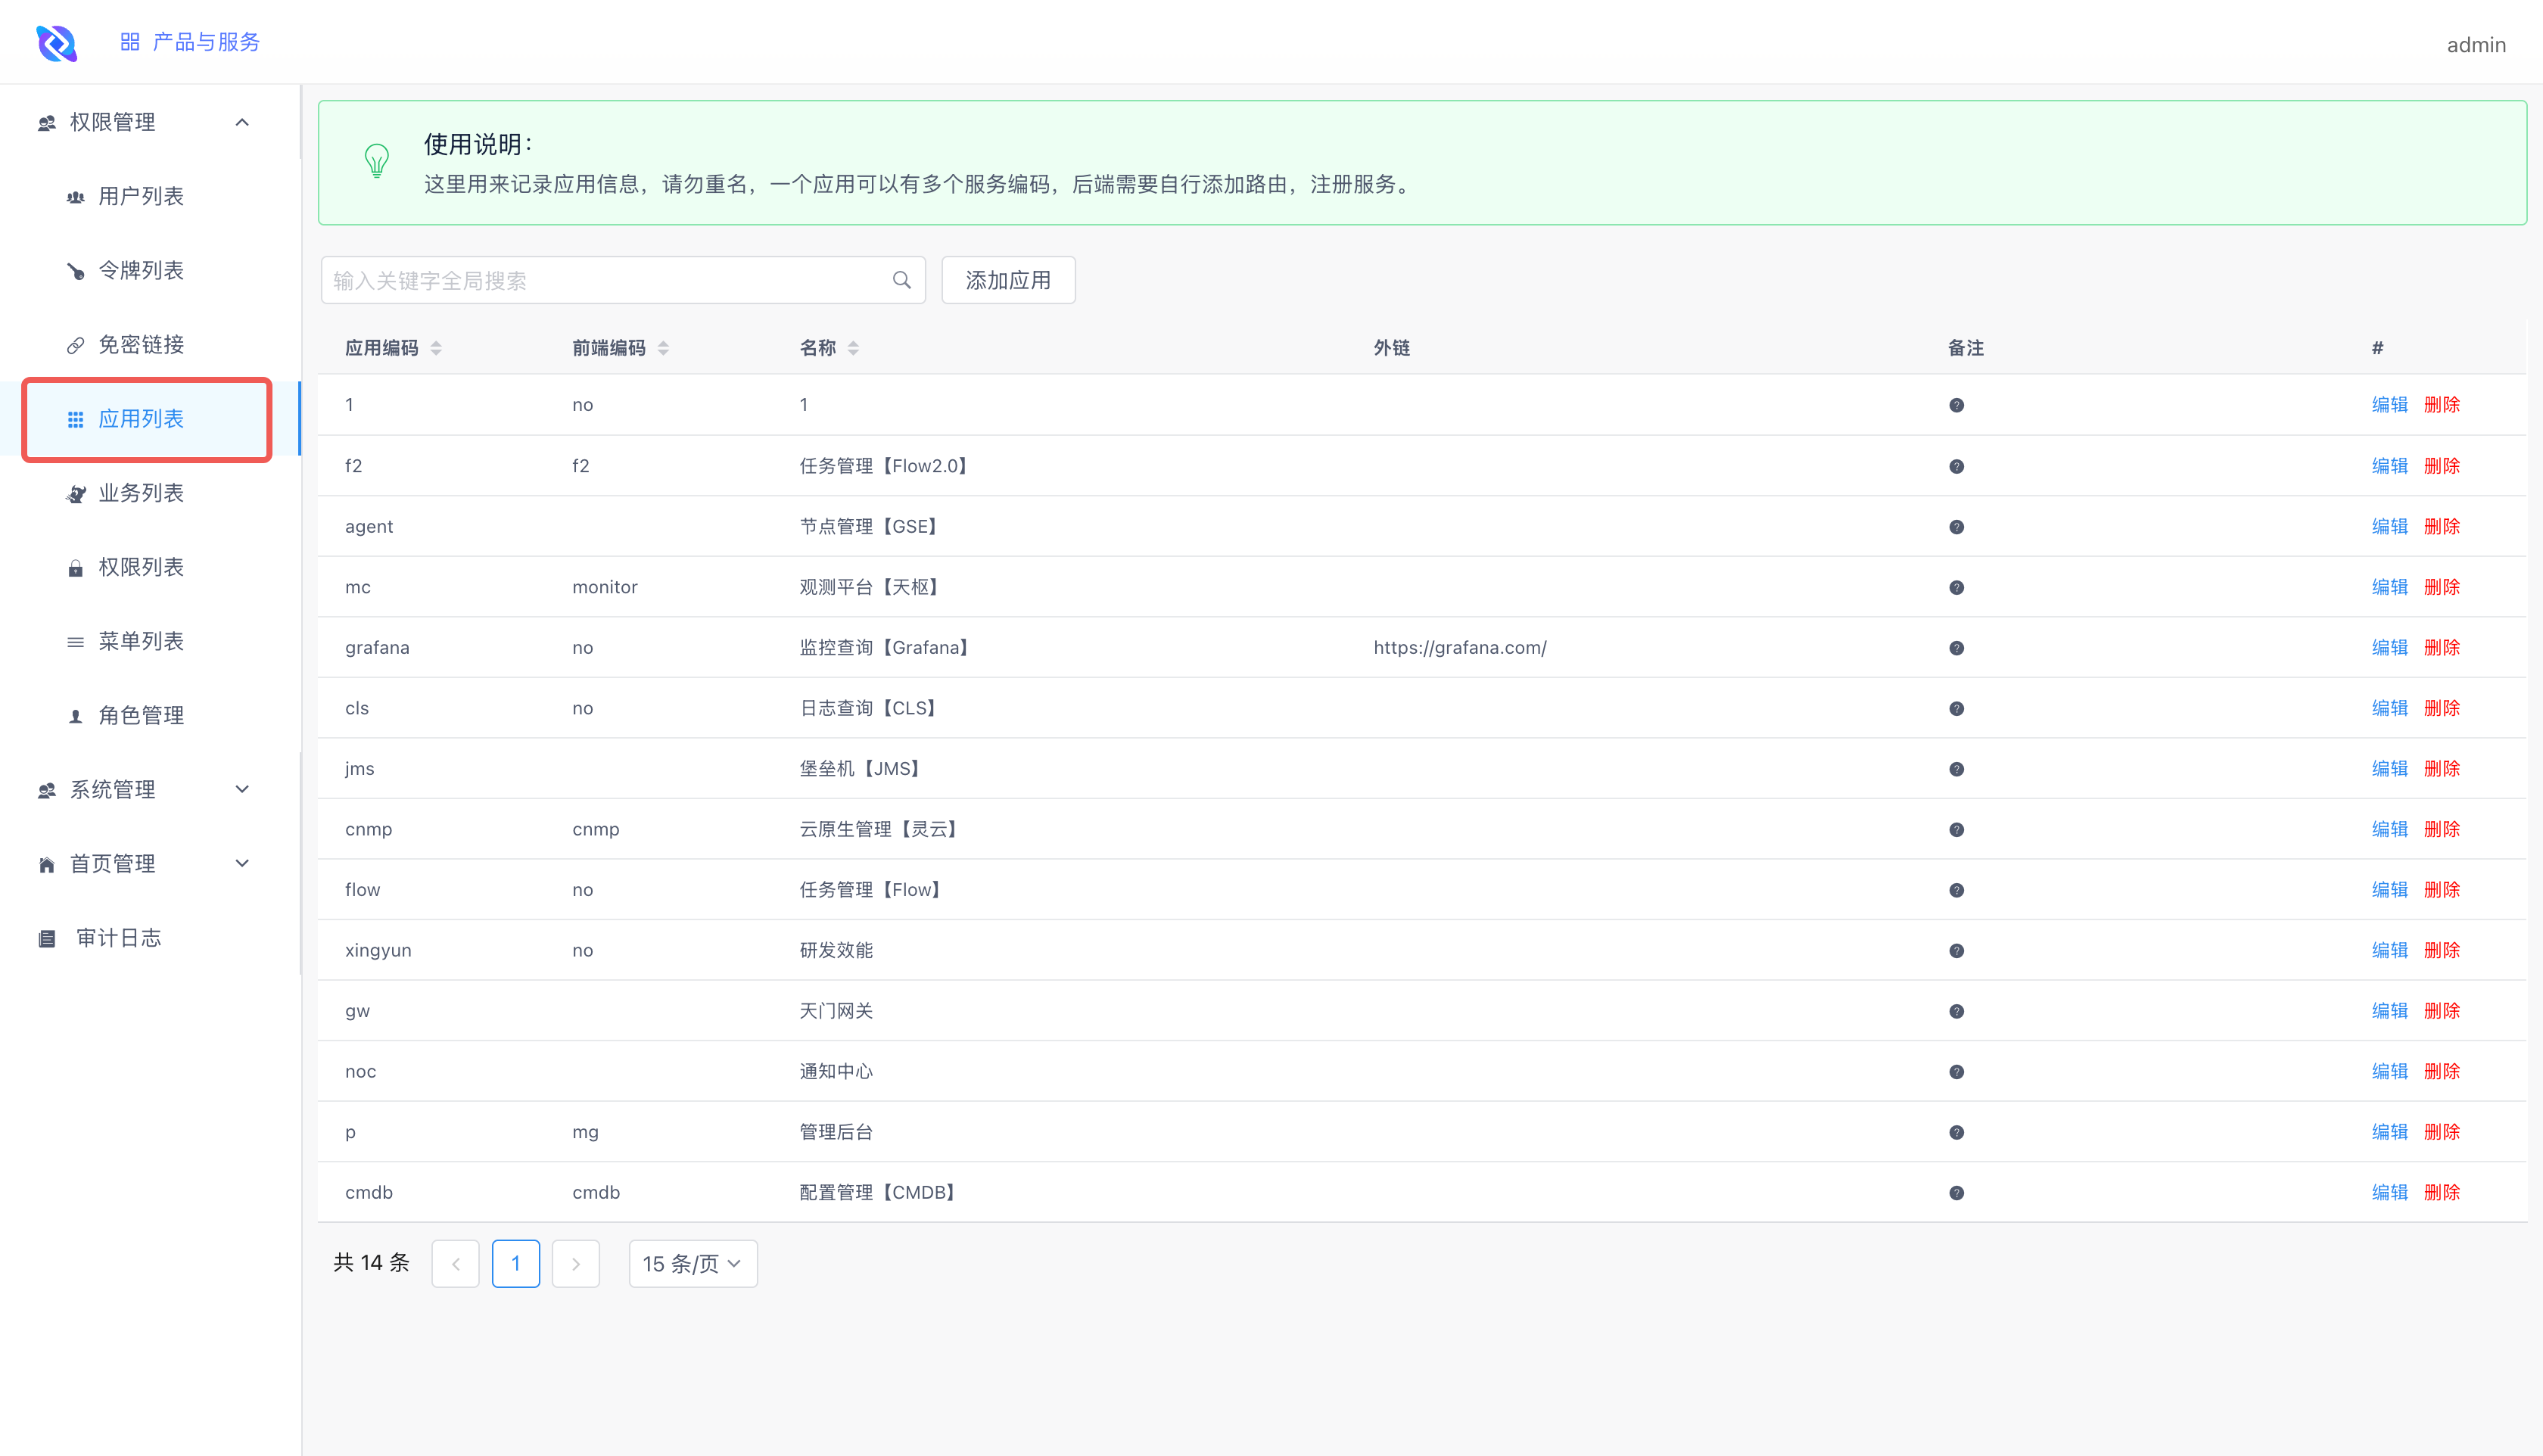 产品与服务
admin
权限管理
用户列表
令牌列表
免密链接
应用列表
业务列表
权限列表
菜单列表
角色管理
系统管理
首页管理
审计日志
使用说明：
这里用来记录应用信息，请勿重名，一个应用可以有多个服务编码，后端需要自行添加路由，注册服务。
输入关键字全局搜索
添加应用
应用编码 前端编码 名称 外链 备注 #
1 no 1 编辑 删除
f2 f2 任务管理【Flow2.0】 编辑 删除
agent 节点管理【GSE】 编辑 删除
mc monitor 观测平台【天枢】 编辑 删除
grafana no 监控查询【Grafana】 https://grafana.com/ 编辑 删除
cls no 日志查询【CLS】 编辑 删除
jms 堡垒机【JMS】 编辑 删除
cnmp cnmp 云原生管理【灵云】 编辑 删除
flow no 任务管理【Flow】 编辑 删除
xingyun no 研发效能 编辑 删除
gw 天门网关 编辑 删除
noc 通知中心 编辑 删除
p mg 管理后台 编辑 删除
cmdb cmdb 配置管理【CMDB】 编辑 删除
共 14 条 1 15 条/页